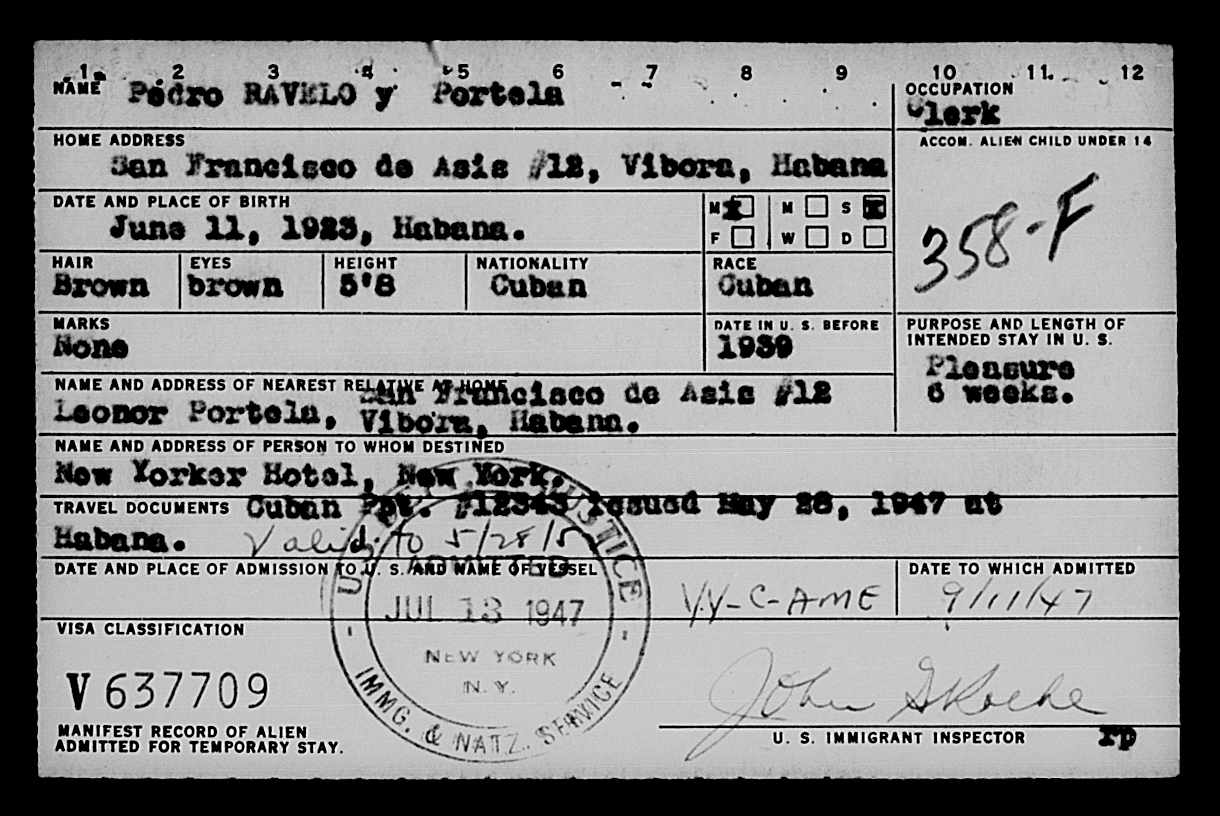 1 2 3 4 5 6 7 8 9 10 11. 12
NAME Pedro RAVELO y Portela
OCCUPATION
Clerk
HOME ADDRESS
San Francisco de Asis #12, Vibora, Habana
ACCOM. ALIEN CHILD UNDER 14
358-F
DATE AND PLACE OF BIRTH
June 11, 1923, Habana.
M X M S X
F W D
HAIR EYES HEIGHT NATIONALITY RACE
Brown brown 5'8 Cuban Cuban
MARKS
None
DATE IN U. S. BEFORE
1939
PURPOSE AND LENGTH OF
INTENDED STAY IN U. S.
Pleasure
6 weeks.
NAME AND ADDRESS OF NEAREST RELATIVE AT HOME
San Francisco de Asis #12
Leonor Portela, Vibora, Habana.
NAME AND ADDRESS OF PERSON TO WHOM DESTINED
New Yorker Hotel, New York.
TRAVEL DOCUMENTS Cuban Ppt. #12343 issued May 28, 1947 at
Habana. Valid to 5/28/
DATE AND PLACE OF ADMISSION TO U. S. AND NAME OF VESSEL
DATE TO WHICH ADMITTED
C-AME
9/11/47
U. JUSTICE
ADMITTED
JUL 13 1947
NEW YORK
N. Y.
IMMG. & NATZ. SERVICE
VISA CLASSIFICATION
V 637709
MANIFEST RECORD OF ALIEN
ADMITTED FOR TEMPORARY STAY.
John
U. S. IMMIGRANT INSPECTOR rp